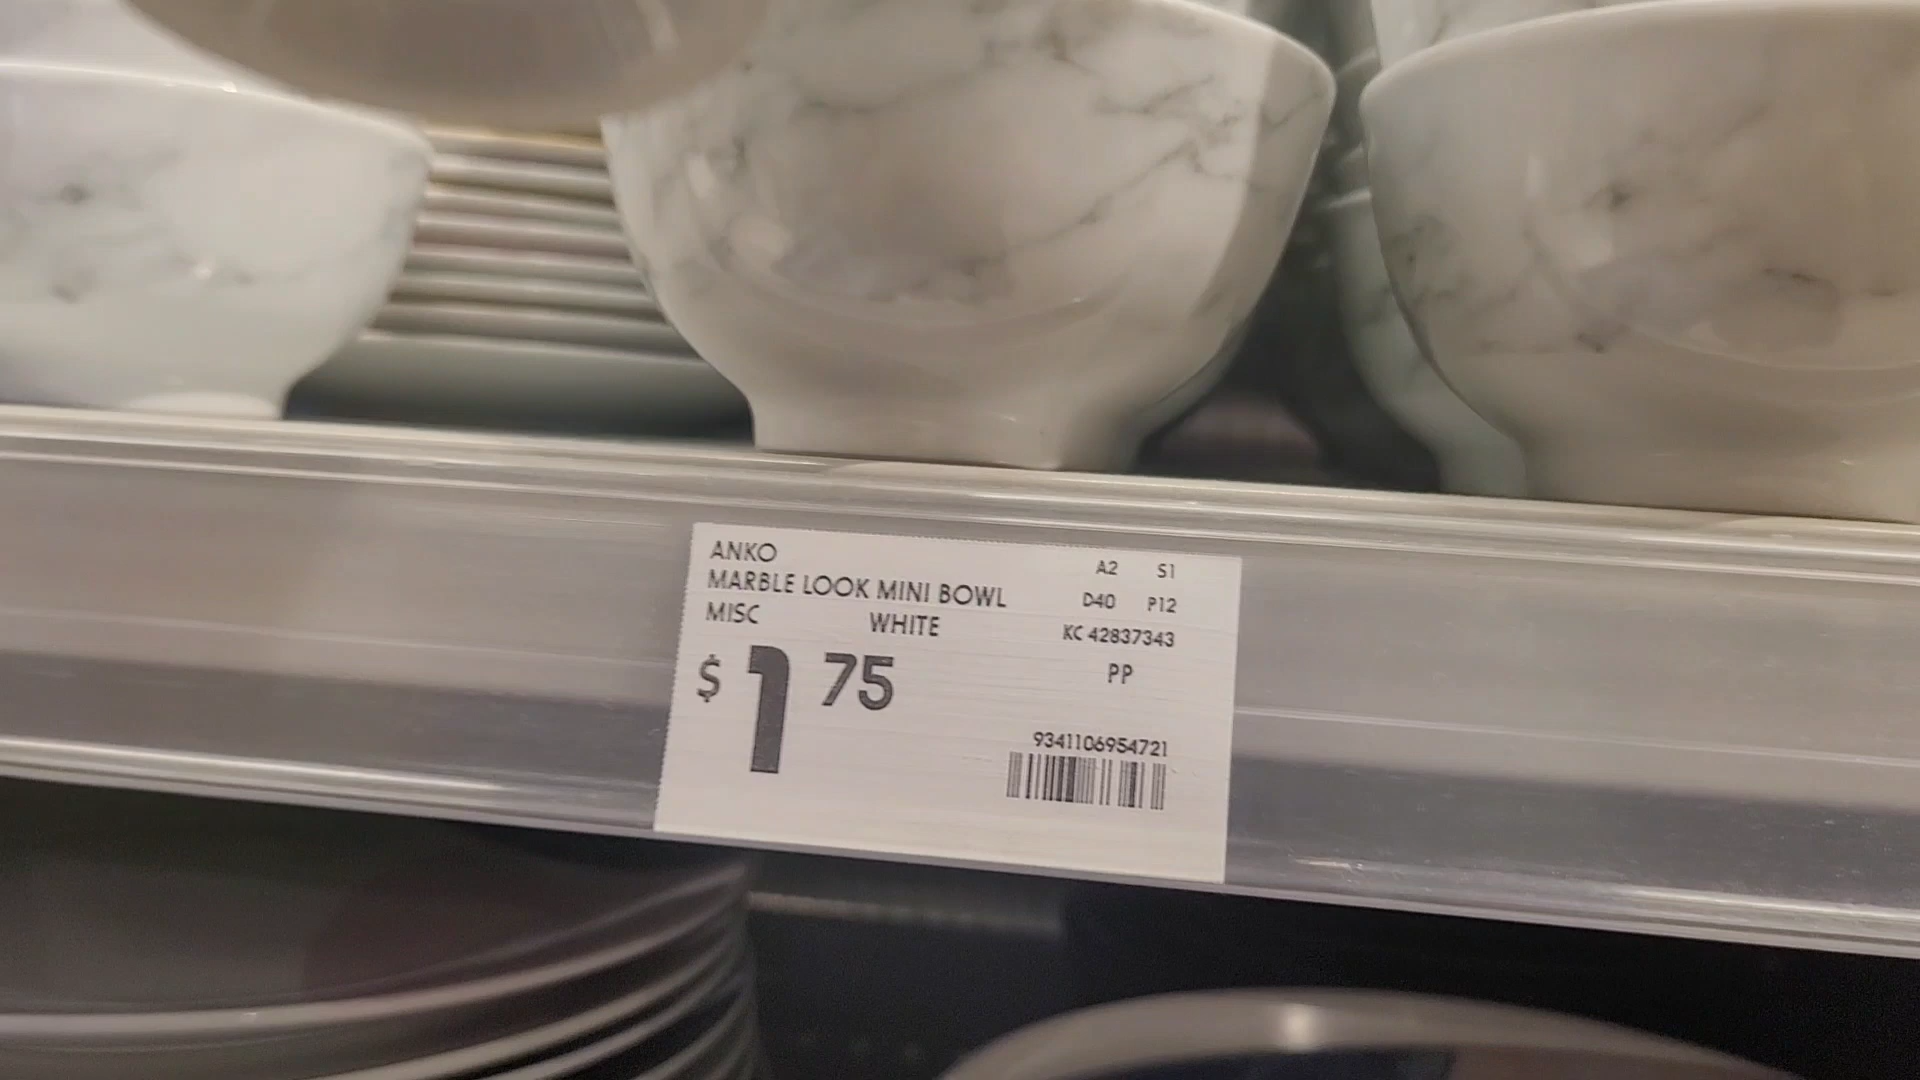 ANKO
MARBLE LOOK MINI BOWL
MISC WHITE
$1 75
A2 S1
D40 P12
KC 42837343
PP
9341106954721